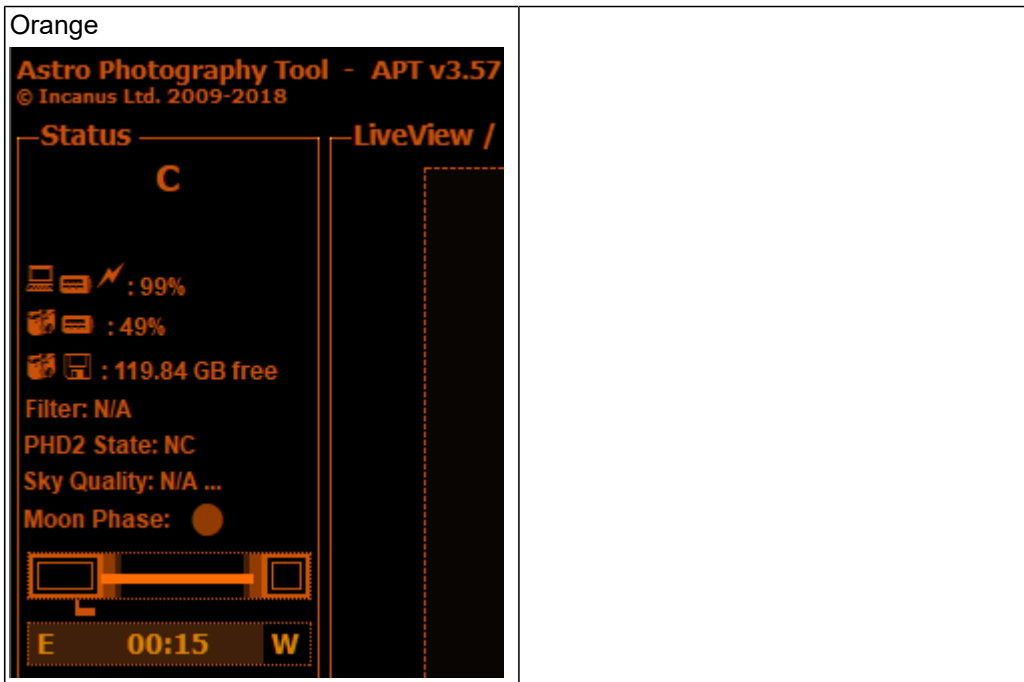 Orange
Astro Photography Tool - APT v3.57
© Incanus Ltd. 2009-2018
Status
LiveView /
C
: 99%
: 49%
: 119.84 GB free
Filter: N/A
PHD2 State: NC
Sky Quality: N/A ...
Moon Phase:
E 00:15 W